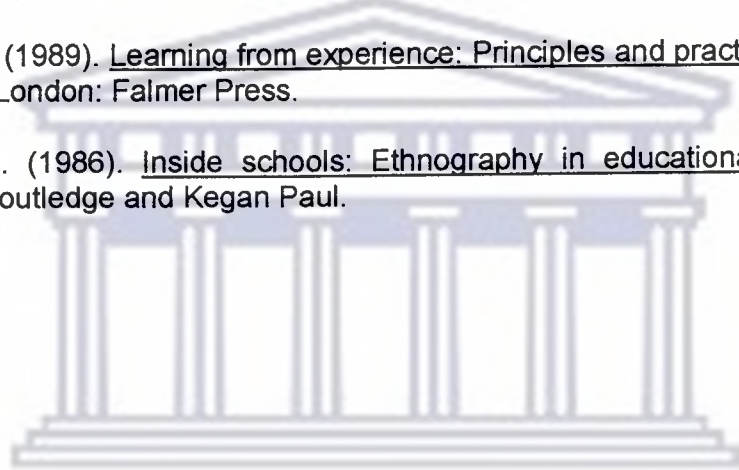 (1989). Learning from experience: Principles and pract
London: Falmer Press.
. (1986). Inside schools: Ethnography in educationa
outledge and Kegan Paul.